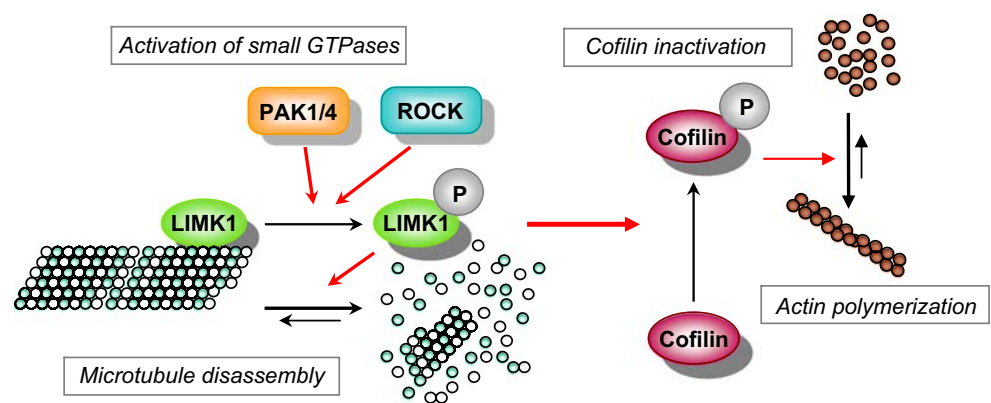 Activation of small GTPases
Cofilin inactivation
PAK1/4
ROCK
P
Cofilin
P
LIMK1
LIMK1
Cofilin
Actin polymerization
Microtubule disassembly